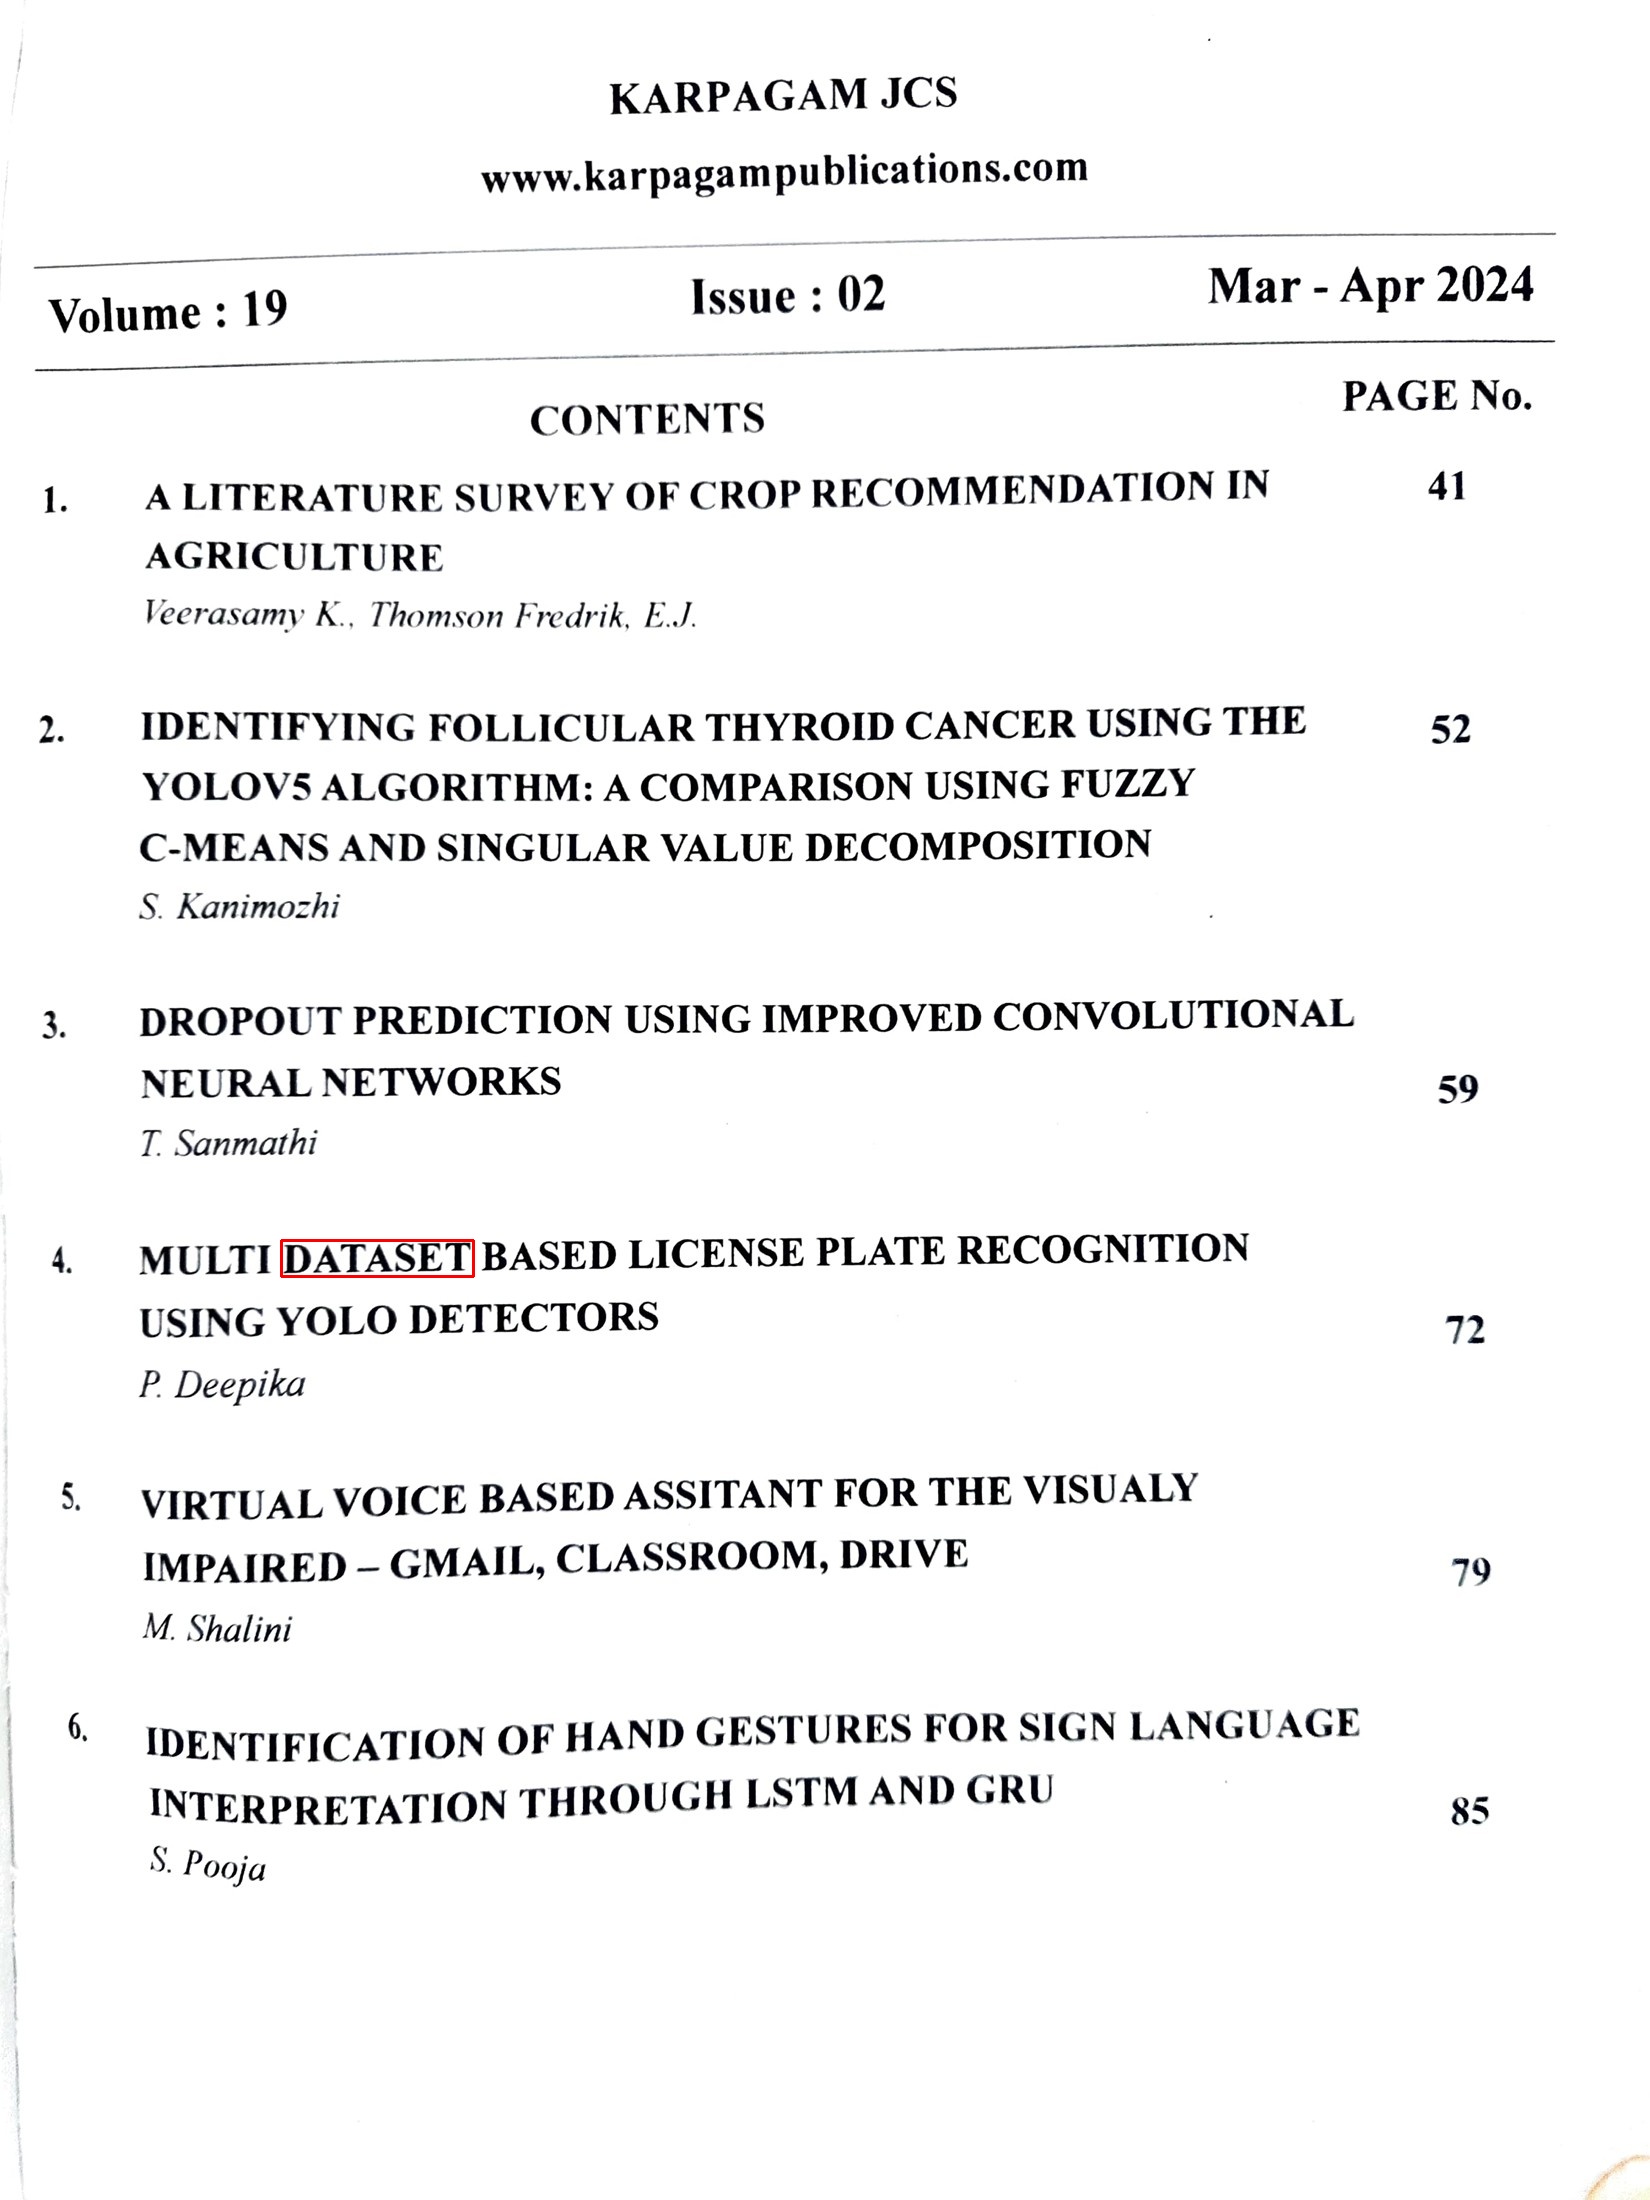 KARPAGAM JCS
www.karpagampublications.com
Volume : 19 Issue : 02 Mar - Apr 2024
CONTENTS PAGE No.
1. A LITERATURE SURVEY OF CROP RECOMMENDATION IN 41
AGRICULTURE
Veerasamy K., Thomson Fredrik, E.J.
2. IDENTIFYING FOLLICULAR THYROID CANCER USING THE 52
YOLOV5 ALGORITHM: A COMPARISON USING FUZZY
C-MEANS AND SINGULAR VALUE DECOMPOSITION
S. Kanimozhi
3. DROPOUT PREDICTION USING IMPROVED CONVOLUTIONAL
NEURAL NETWORKS 59
T. Sanmathi
4. MULTI DATASET BASED LICENSE PLATE RECOGNITION
USING YOLO DETECTORS 72
P. Deepika
5. VIRTUAL VOICE BASED ASSITANT FOR THE VISUALY
IMPAIRED – GMAIL, CLASSROOM, DRIVE 79
M. Shalini
6. IDENTIFICATION OF HAND GESTURES FOR SIGN LANGUAGE
INTERPRETATION THROUGH LSTM AND GRU 85
S. Pooja